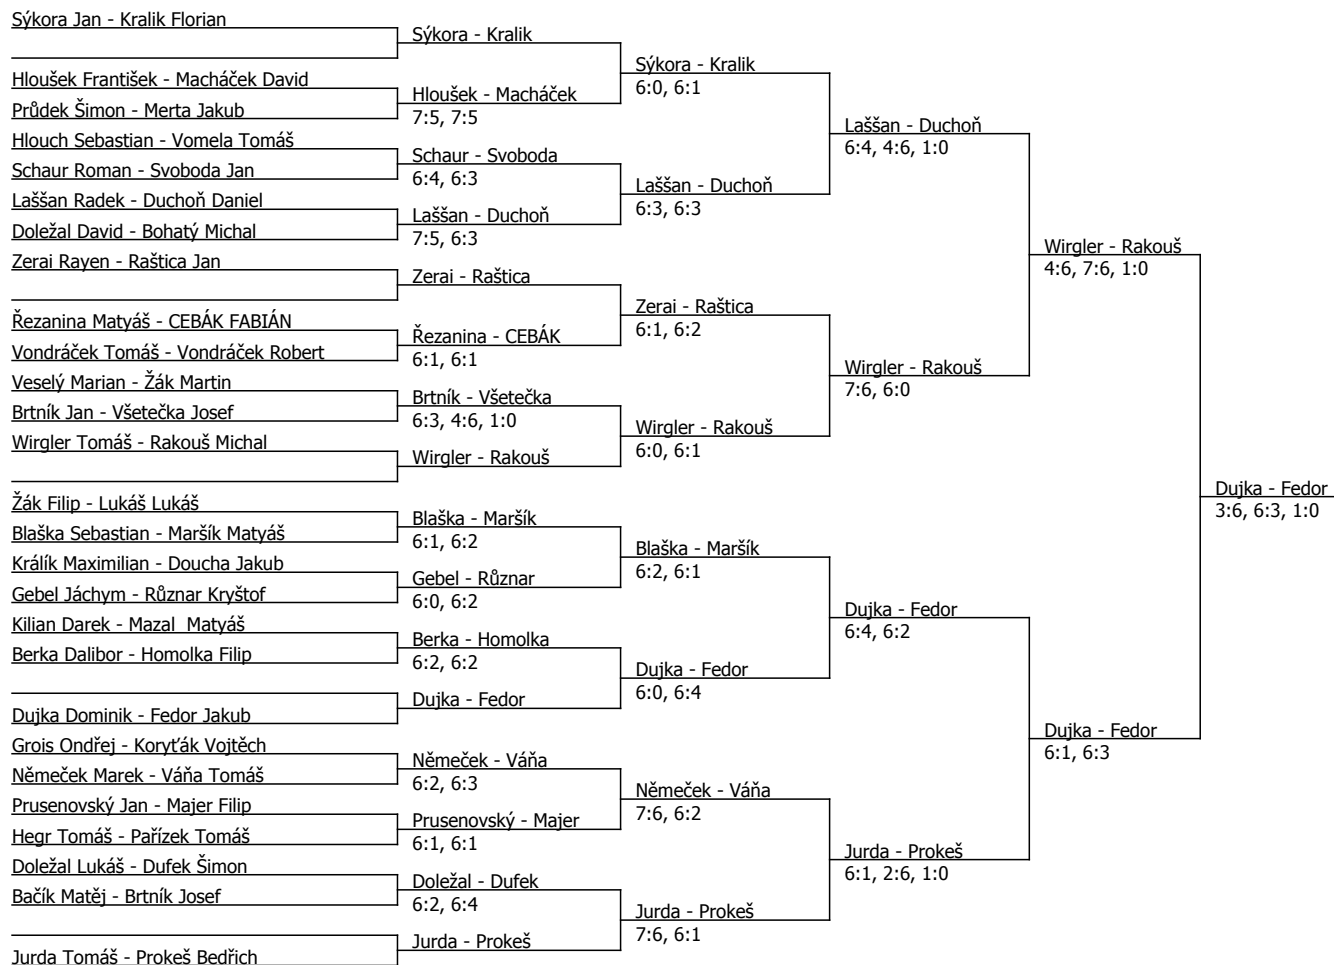 Sýkora Jan - Kralik Florian
Hloušek František - Macháček David
Průdek Šimon - Merta Jakub
Hlouch Sebastian - Vomela Tomáš
Schaur Roman - Svoboda Jan
Laššan Radek - Duchoň Daniel
Doležal David - Bohatý Michal
Zerai Rayen - Raštica Jan
Řezanina Matyáš - CEBÁK FABIÁN
Vondráček Tomáš - Vondráček Robert
Veselý Marian - Žák Martin
Brtník Jan - Všetečka Josef
Wirgler Tomáš - Rakouš Michal
Žák Filip - Lukáš Lukáš
Blaška Sebastian - Maršík Matyáš
Králík Maximilian - Doucha Jakub
Gebel Jáchym - Různar Kryštof
Kilian Darek - Mazal  Matyáš
Berka Dalibor - Homolka Filip
Dujka Dominik - Fedor Jakub
Grois Ondřej - Koryťák Vojtěch
Němeček Marek - Váňa Tomáš
Prusenovský Jan - Majer Filip
Hegr Tomáš - Pařízek Tomáš
Doležal Lukáš - Dufek Šimon
Bačík Matěj - Brtník Josef
Jurda Tomáš - Prokeš Bedřich
Sýkora - Kralik
Hloušek - Macháček
7:5, 7:5
Schaur - Svoboda
6:4, 6:3
Laššan - Duchoň
7:5, 6:3
Zerai - Raštica
Řezanina - CEBÁK
6:1, 6:1
Brtník - Všetečka
6:3, 4:6, 1:0
Wirgler - Rakouš
Blaška - Maršík
6:1, 6:2
Gebel - Různar
6:0, 6:2
Berka - Homolka
6:2, 6:2
Dujka - Fedor
Němeček - Váňa
6:2, 6:3
Prusenovský - Majer
6:1, 6:1
Doležal - Dufek
6:2, 6:4
Jurda - Prokeš
Sýkora - Kralik
6:0, 6:1
Laššan - Duchoň
6:3, 6:3
Zerai - Raštica
6:1, 6:2
Wirgler - Rakouš
6:0, 6:1
Blaška - Maršík
6:2, 6:1
Dujka - Fedor
6:0, 6:4
Němeček - Váňa
7:6, 6:2
Jurda - Prokeš
7:6, 6:1
Laššan - Duchoň
6:4, 4:6, 1:0
Wirgler - Rakouš
7:6, 6:0
Dujka - Fedor
6:4, 6:2
Jurda - Prokeš
6:1, 2:6, 1:0
Wirgler - Rakouš
4:6, 7:6, 1:0
Dujka - Fedor
6:1, 6:3
Dujka - Fedor
3:6, 6:3, 1:0